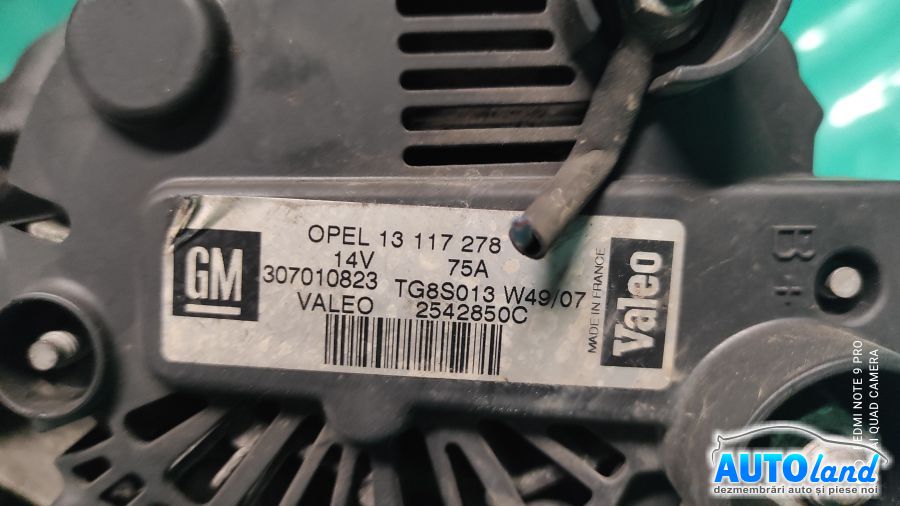 GM
OPEL 13 117 278
14V 75A
307010823 TG8S013 W49/07
VALEO 2542850C
MADE IN FRANCE
Valeo
B+
REDMI NOTE 9 PRO
AI QUAD CAMERA
AUTOland
dezmembrări auto și piese noi